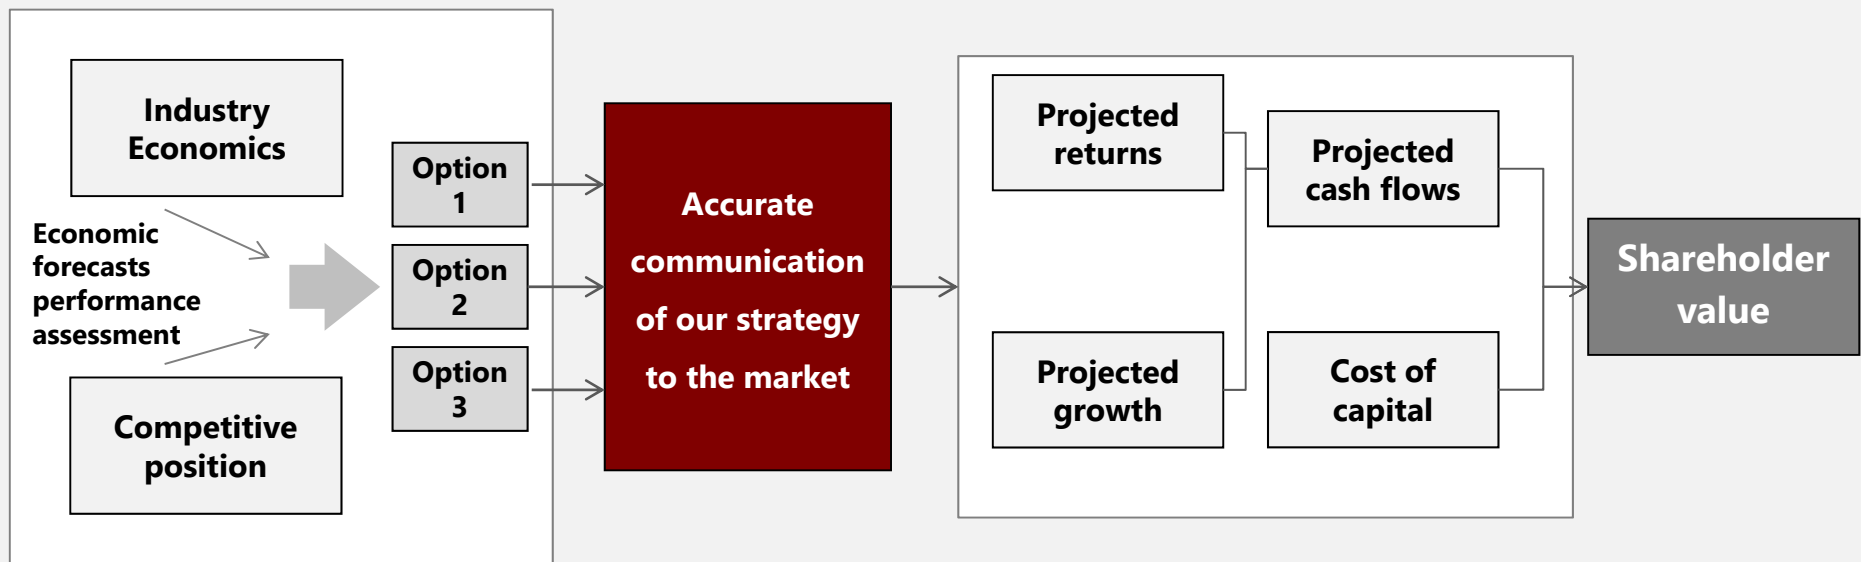 Industry
Economics
Economic
forecasts
performance
assessment
Competitive
position
Option
1
Option
2
Option
3
Accurate
communication
of our strategy
to the market
Projected
returns
Projected
growth
Projected
cash flows
Cost of
capital
Shareholder
value